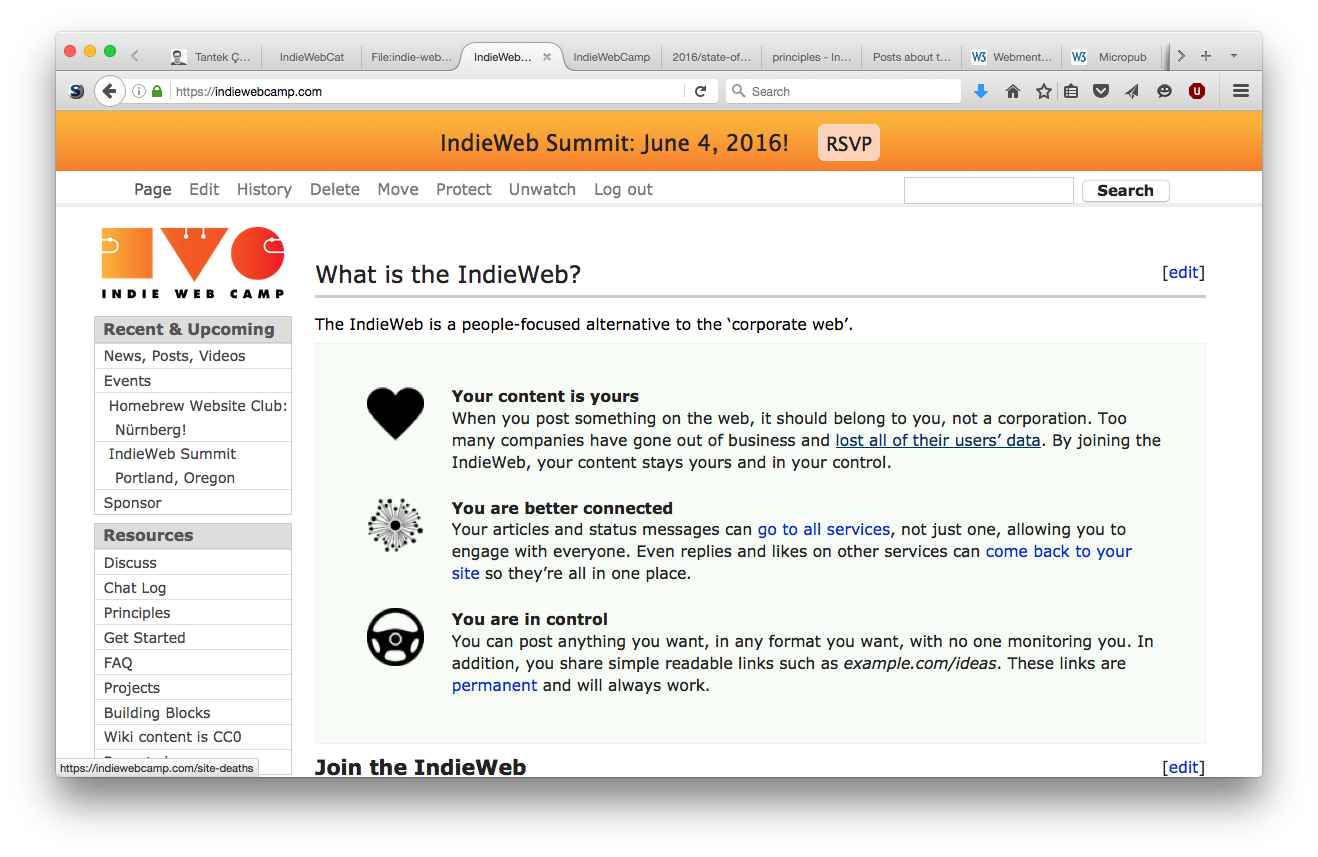 Tantek Ç...
IndieWebCat
File:indie-web...
IndieWeb...
IndieWebCamp
2016/state-of...
principles - In...
Posts about t...
W3
Webment...
W3
Micropub
S
https://indiewebcamp.com
Search
IndieWeb Summit: June 4, 2016!
RSVP
Page Edit History Delete Move Protect Unwatch Log out
Search
INDIE WEB CAMP
What is the IndieWeb?
[edit]
The IndieWeb is a people-focused alternative to the ‘corporate web’.
Recent & Upcoming
News, Posts, Videos
Events
Homebrew Website Club:
Nürnberg!
IndieWeb Summit
Portland, Oregon
Sponsor
Resources
Discuss
Chat Log
Principles
Get Started
FAQ
Projects
Building Blocks
Wiki content is CC0
Your content is yours
When you post something on the web, it should belong to you, not a corporation. Too
many companies have gone out of business and lost all of their users’ data. By joining the
IndieWeb, your content stays yours and in your control.
You are better connected
Your articles and status messages can go to all services, not just one, allowing you to
engage with everyone. Even replies and likes on other services can come back to your
site so they’re all in one place.
You are in control
You can post anything you want, in any format you want, with no one monitoring you. In
addition, you share simple readable links such as example.com/ideas. These links are
permanent and will always work.
Join the IndieWeb
[edit]
https://indiewebcamp.com/site-deaths